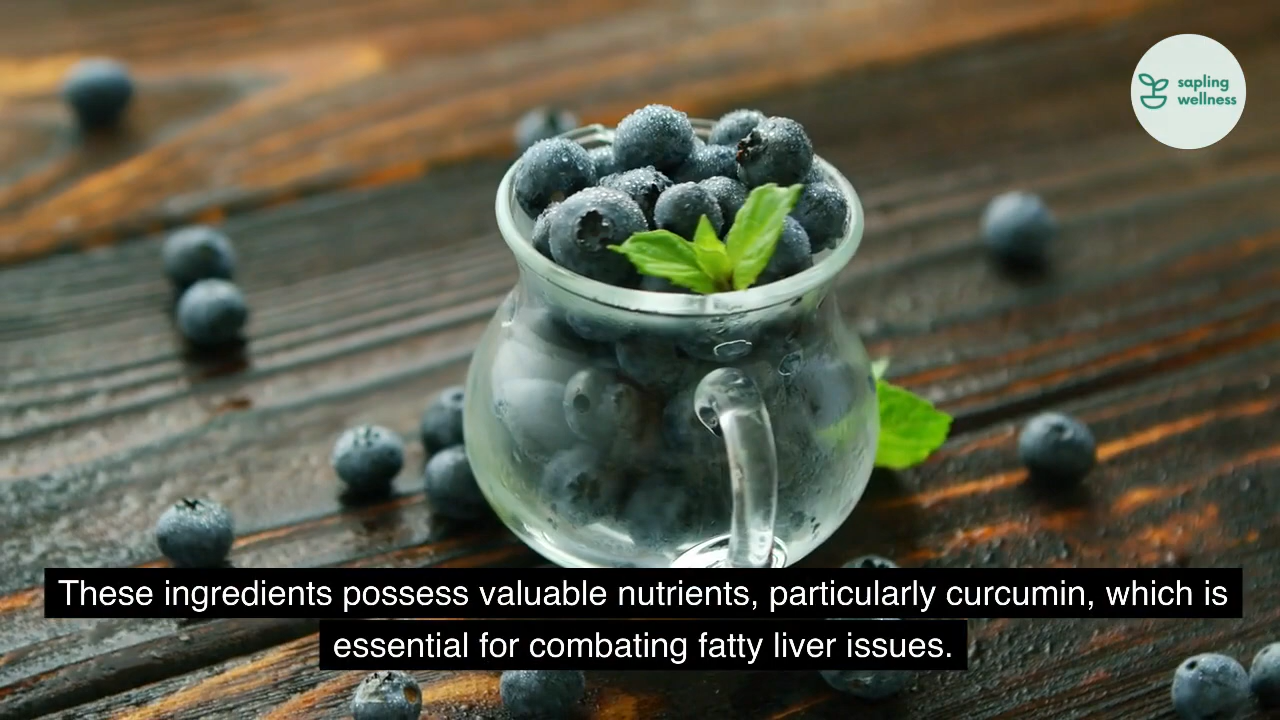 sapling
wellness
These ingredients possess valuable nutrients, particularly curcumin, which is
essential for combating fatty liver issues.